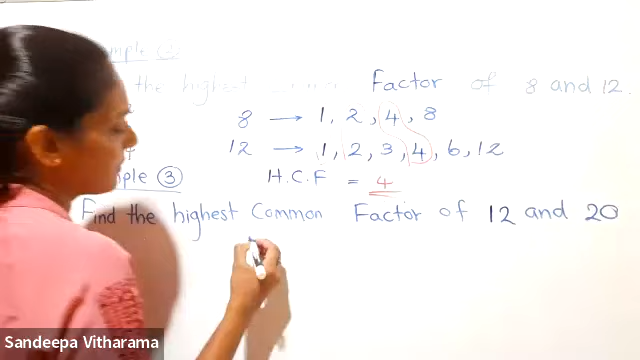 mple (2)
the highest Common Factor of 8 and 12.
8 → 1, 2, 4, 8
12 → 1, 2, 3, 4, 6, 12
H.C.F = 4
mple (3)
Find the highest Common Factor of 12 and 20
Sandeepa Vitharama